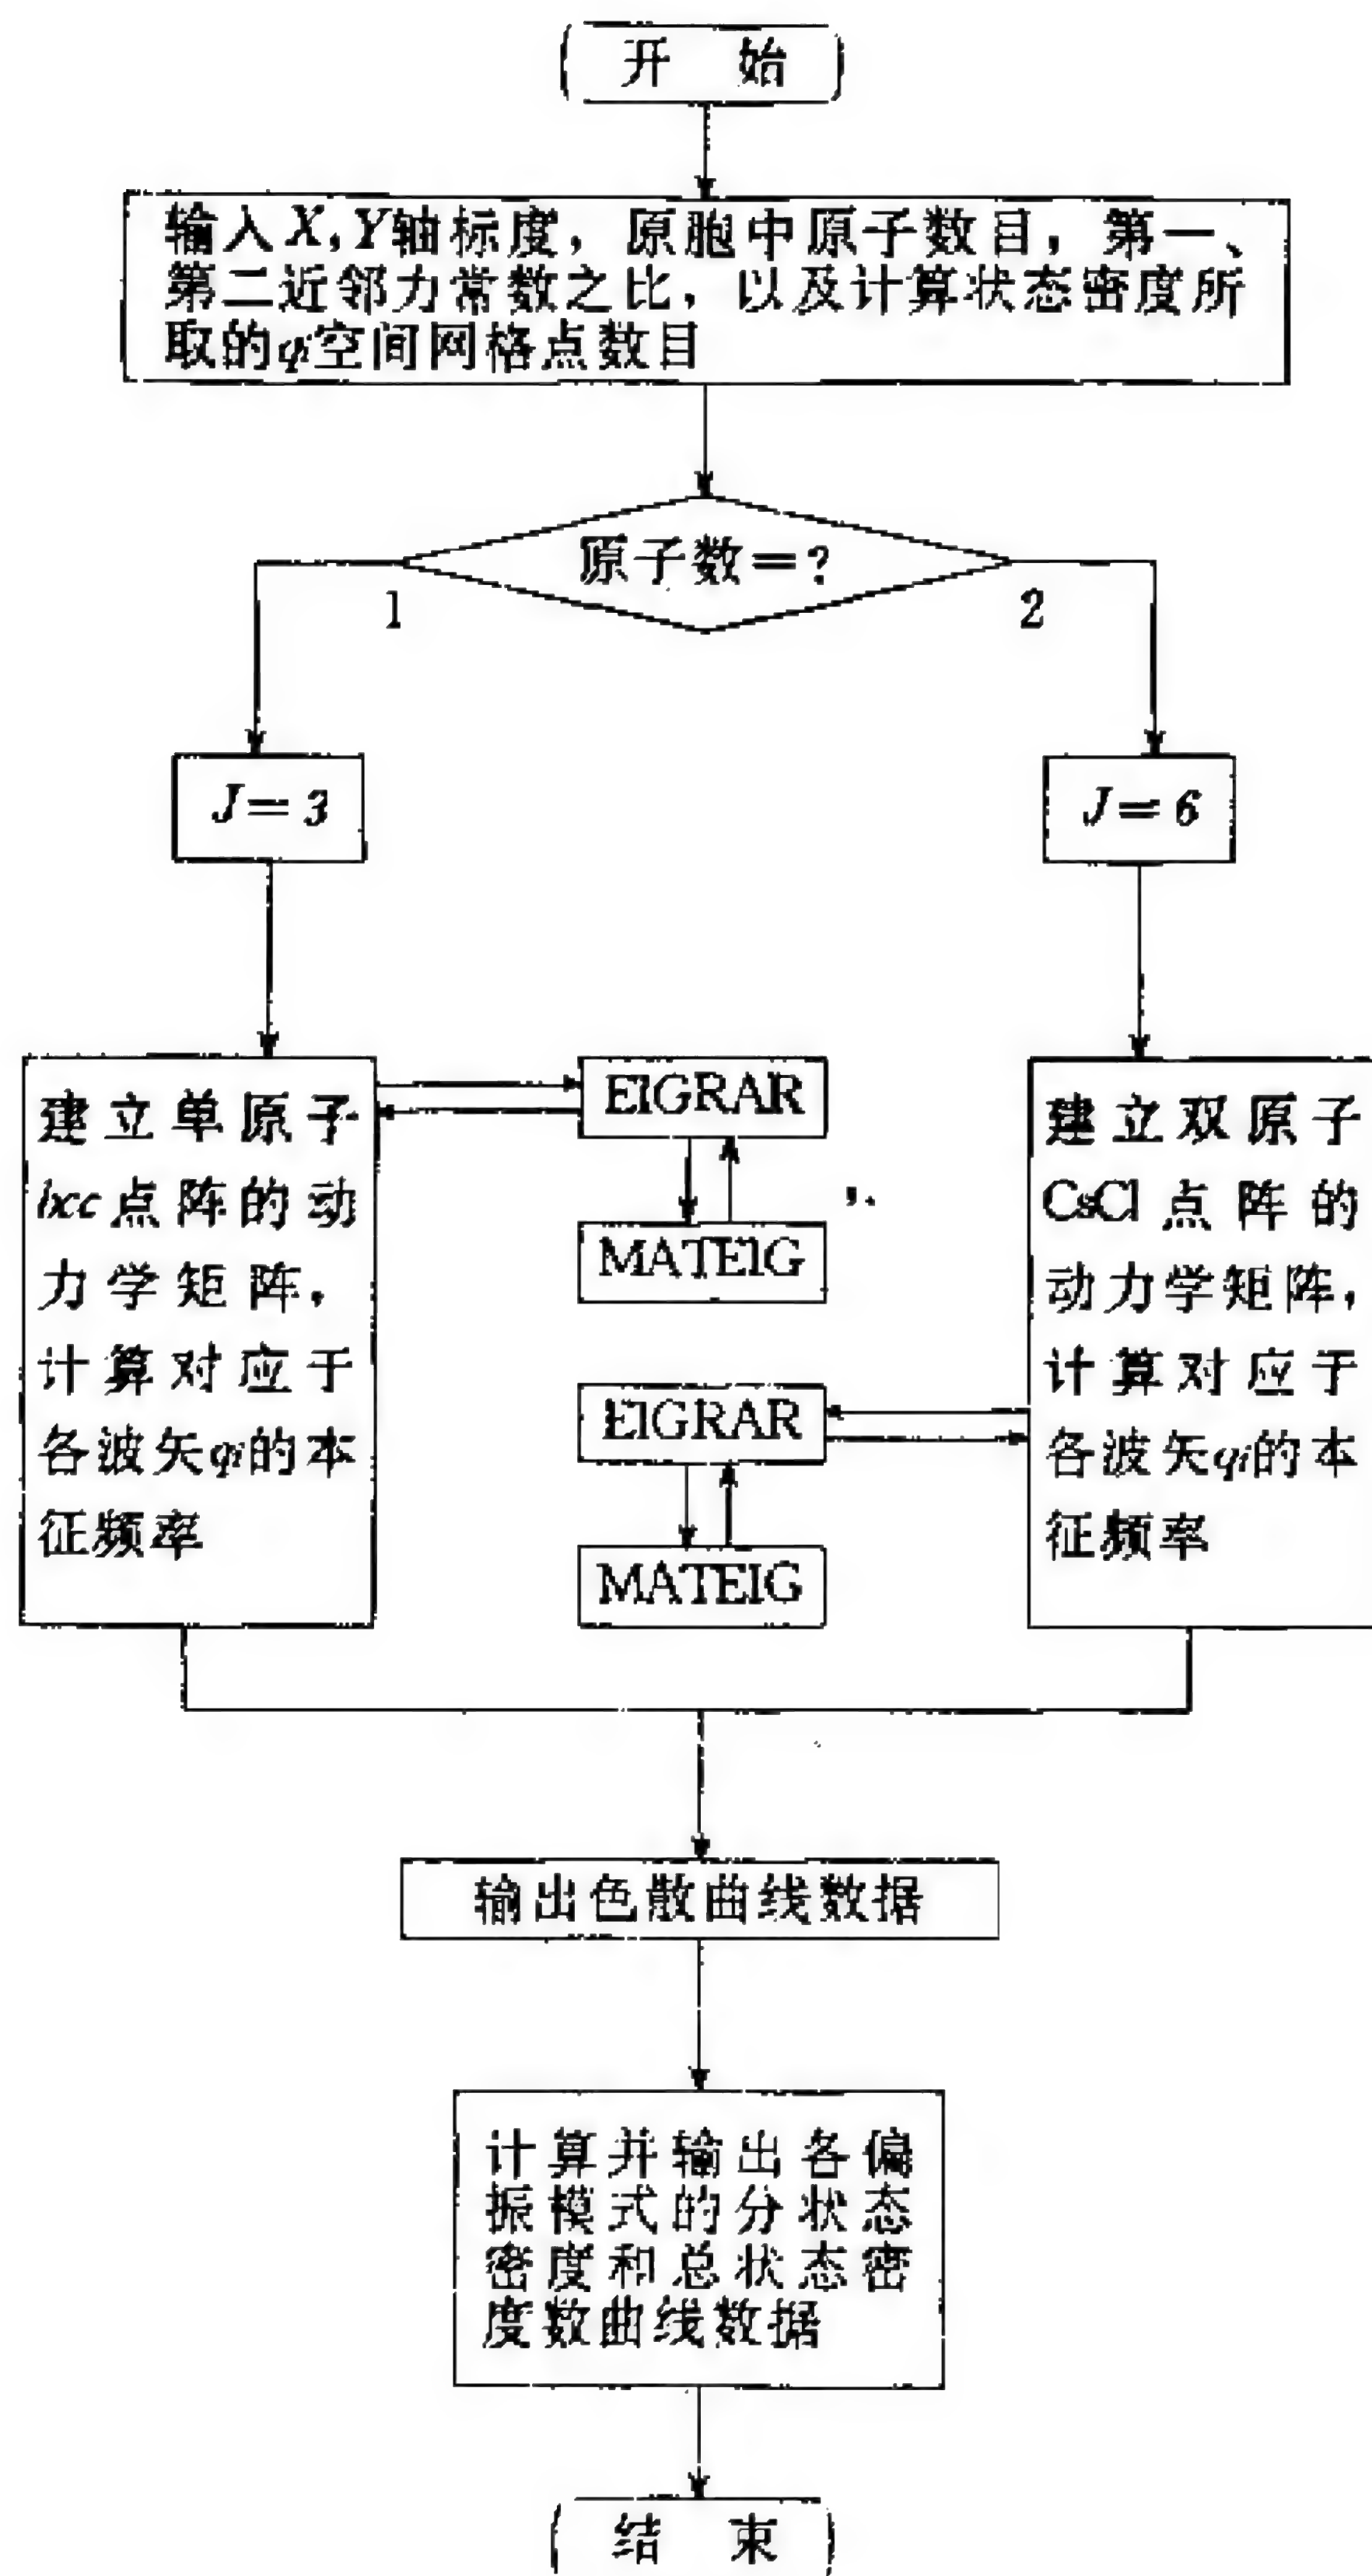 开 始
输入X,Y轴标度，原胞中原子数目，第一、
第二近邻力常数之比，以及计算状态密度所
取的qi空间网格点数目
原子数=?
1
2
J=3
J=6
建立单原子
bcc点阵的动
力学矩阵，
计算对应于
各波矢qi的本
征频率
EIGRAR
MATEIG
EIGRAR
MATEIG
建立双原子
CsCl点阵的
动力学矩阵，
计算对应于
各波矢qi的本
征频率
输出色散曲线数据
计算并输出各偏
振模式的分状态
密度和总状态密
度数曲线数据
结 束